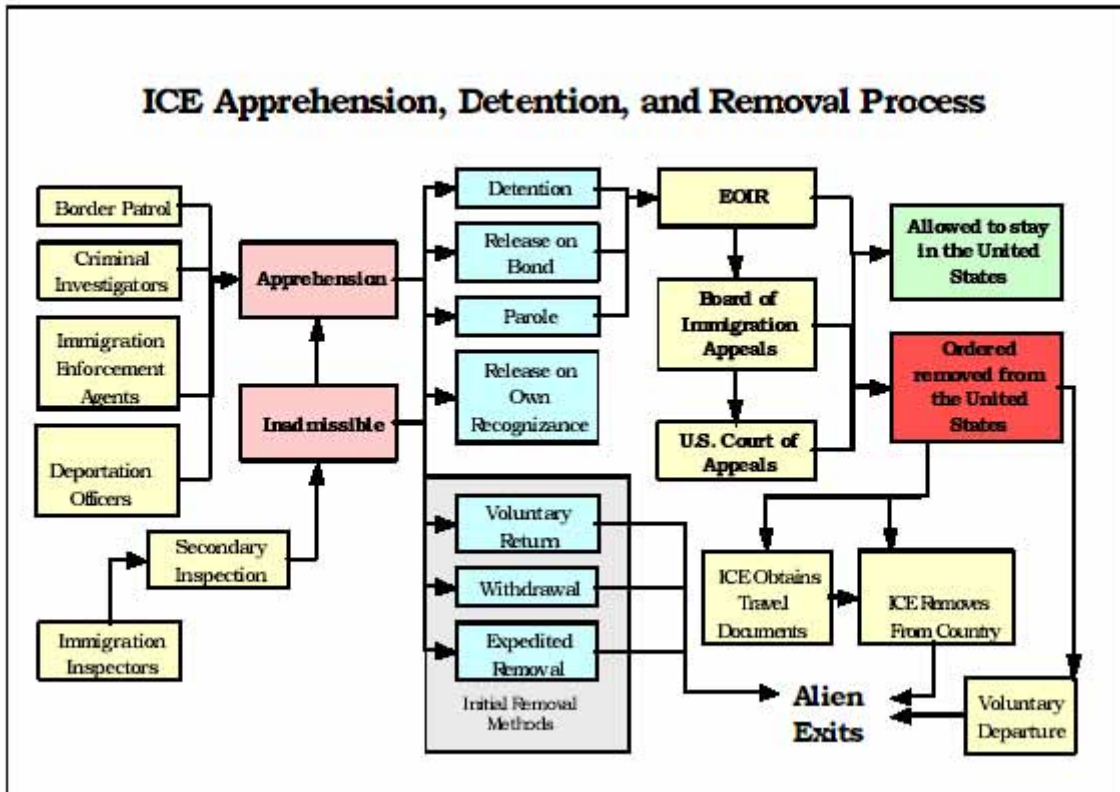 ICE Apprehension, Detention, and Removal Process
Border Patrol
Criminal
Investigators
Immigration
Enforcement
Agents
Deportation
Officers
Secondary
Inspection
Immigration
Inspectors
Apprehension
Inadmissible
Detention
Release on
Bond
Parole
Release on
Own
Recognizance
Voluntary
Return
Withdrawal
Expedited
Removal
Initial Removal
Methods
EOIR
Board of
Immigration
Appeals
U.S. Court of
Appeals
Allowed to stay
in the United
States
Ordered
removed from
the United
States
ICE Obtains
Travel
Documents
ICE Removes
From Country
Alien
Exits
Voluntary
Departure